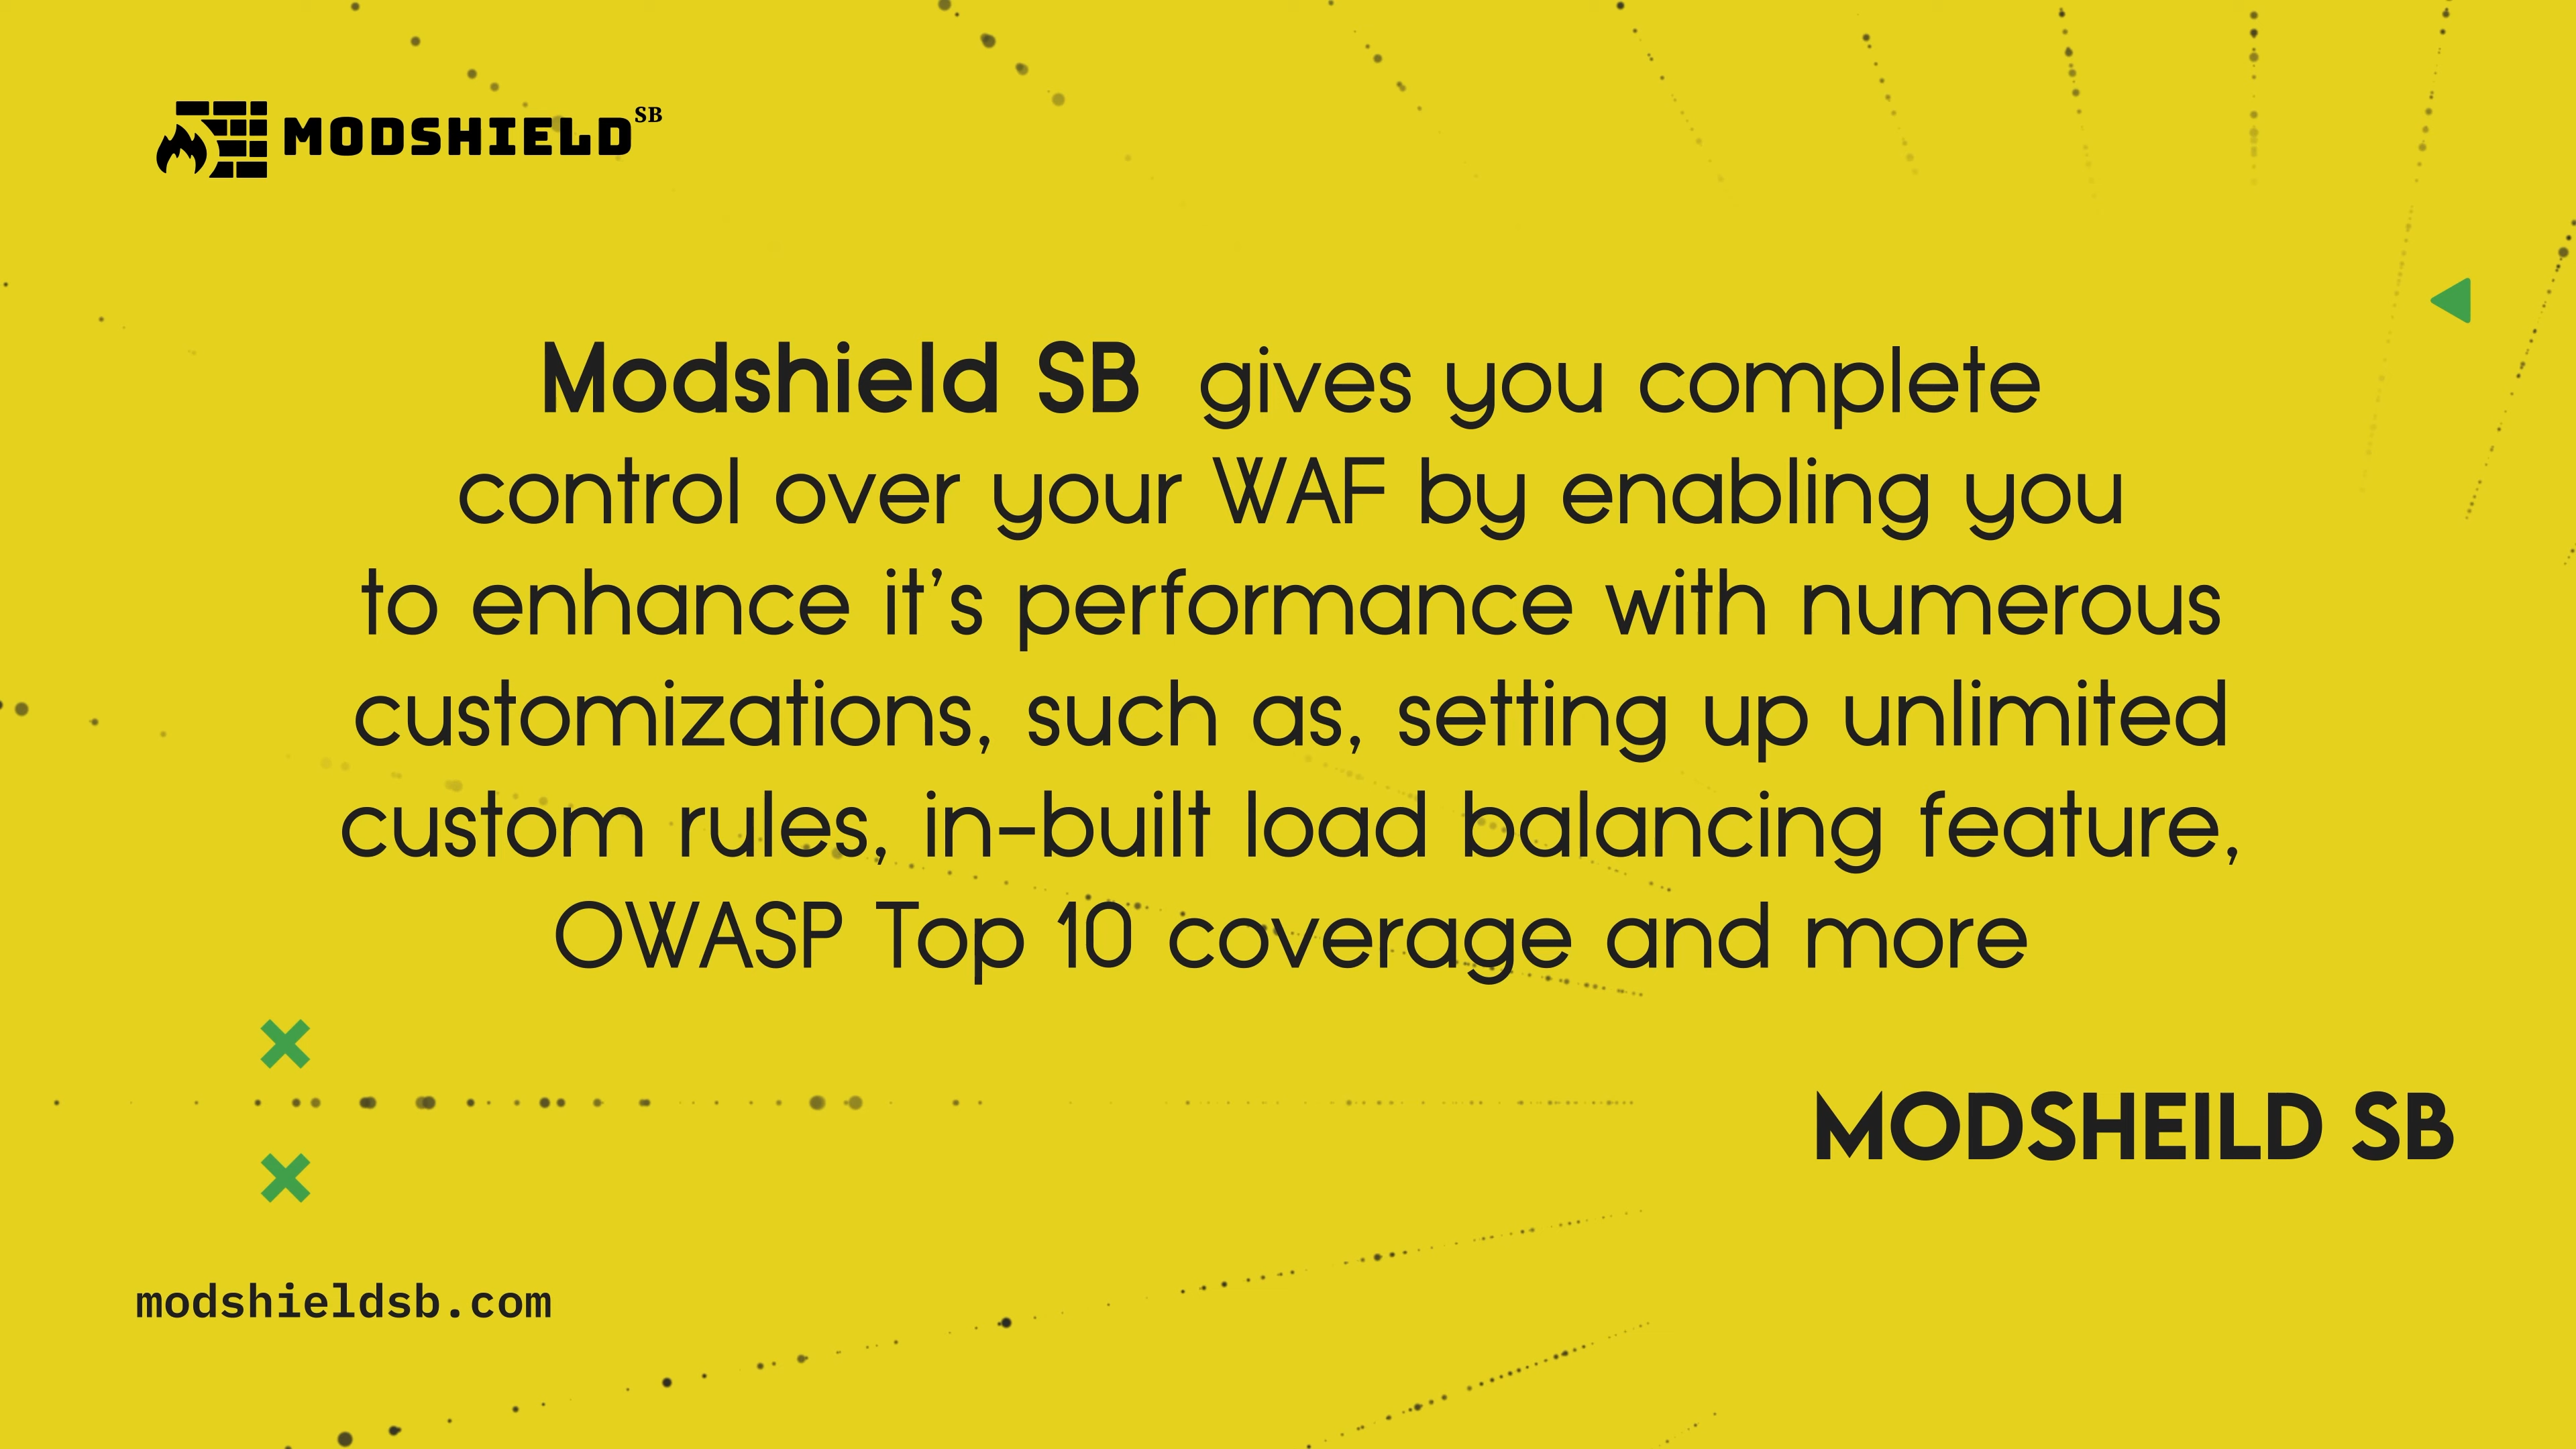 MODSHIELD SB
Modshield SB gives you complete
control over your WAF by enabling you
to enhance it’s performance with numerous
customizations, such as, setting up unlimited
custom rules, in-built load balancing feature,
OWASP Top 10 coverage and more
MODSHEILD SB
modshieldsb.com